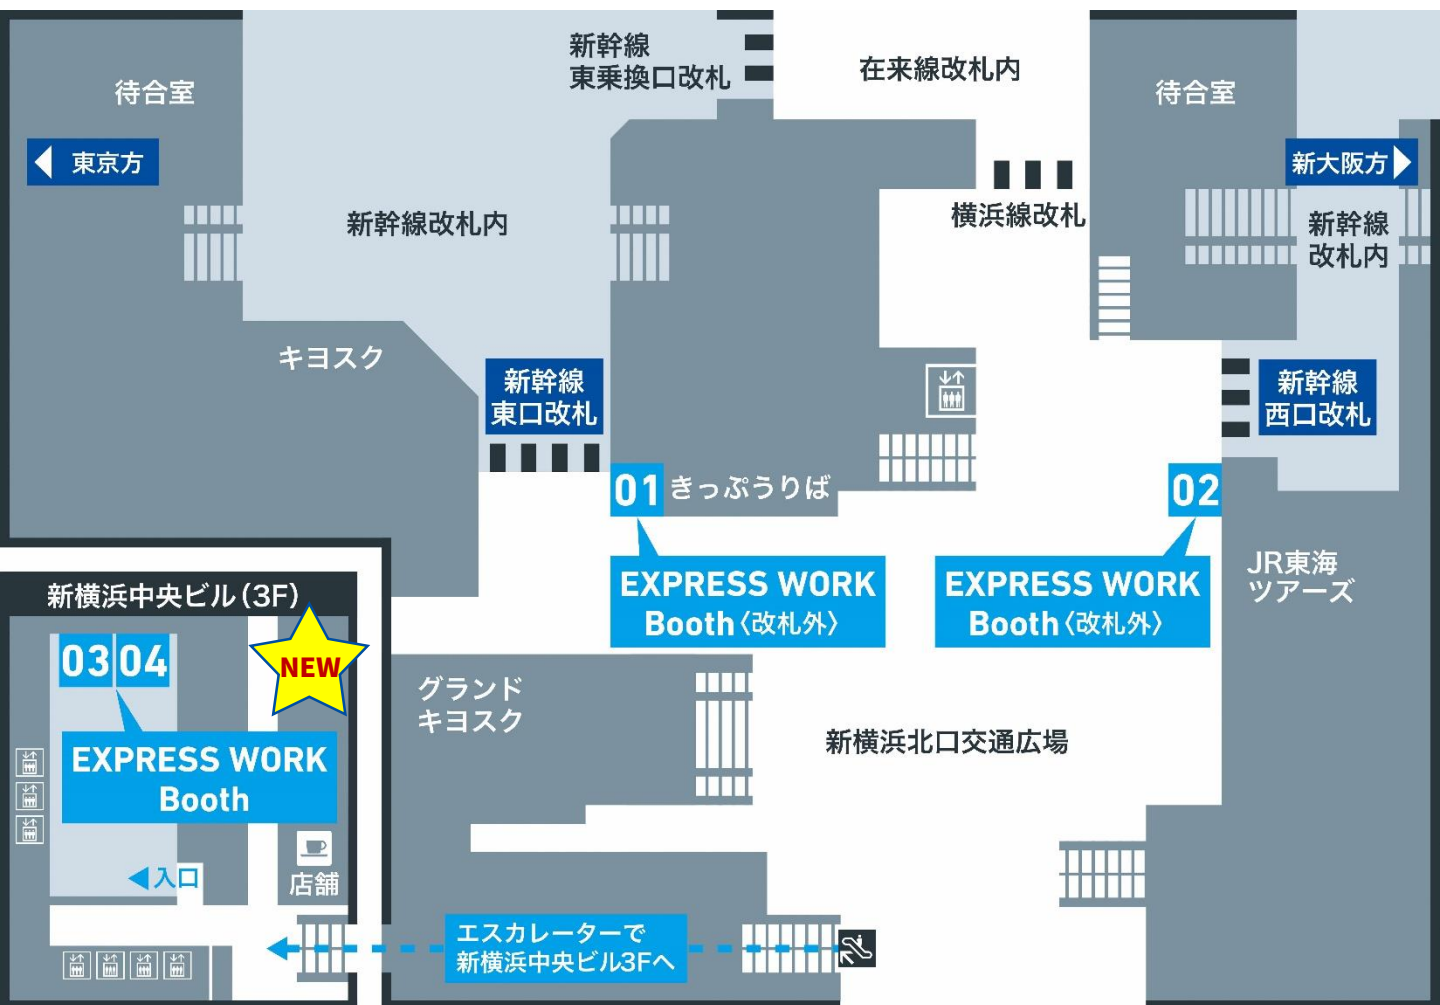 新幹線
東乗換口改札
在来線改札内
待合室
待合室
東京方
新大阪方
新幹線改札内
横浜線改札
新幹線
改札内
キヨスク
新幹線
東口改札
新幹線
西口改札
01
きっぷうりば
02
EXPRESS WORK
Booth〈改札外〉
EXPRESS WORK
Booth〈改札外〉
JR東海
ツアーズ
新横浜中央ビル(3F)
03
04
NEW
グランド
キヨスク
新横浜北口交通広場
EXPRESS WORK
Booth
入口
店舗
エスカレーターで
新横浜中央ビル3Fへ